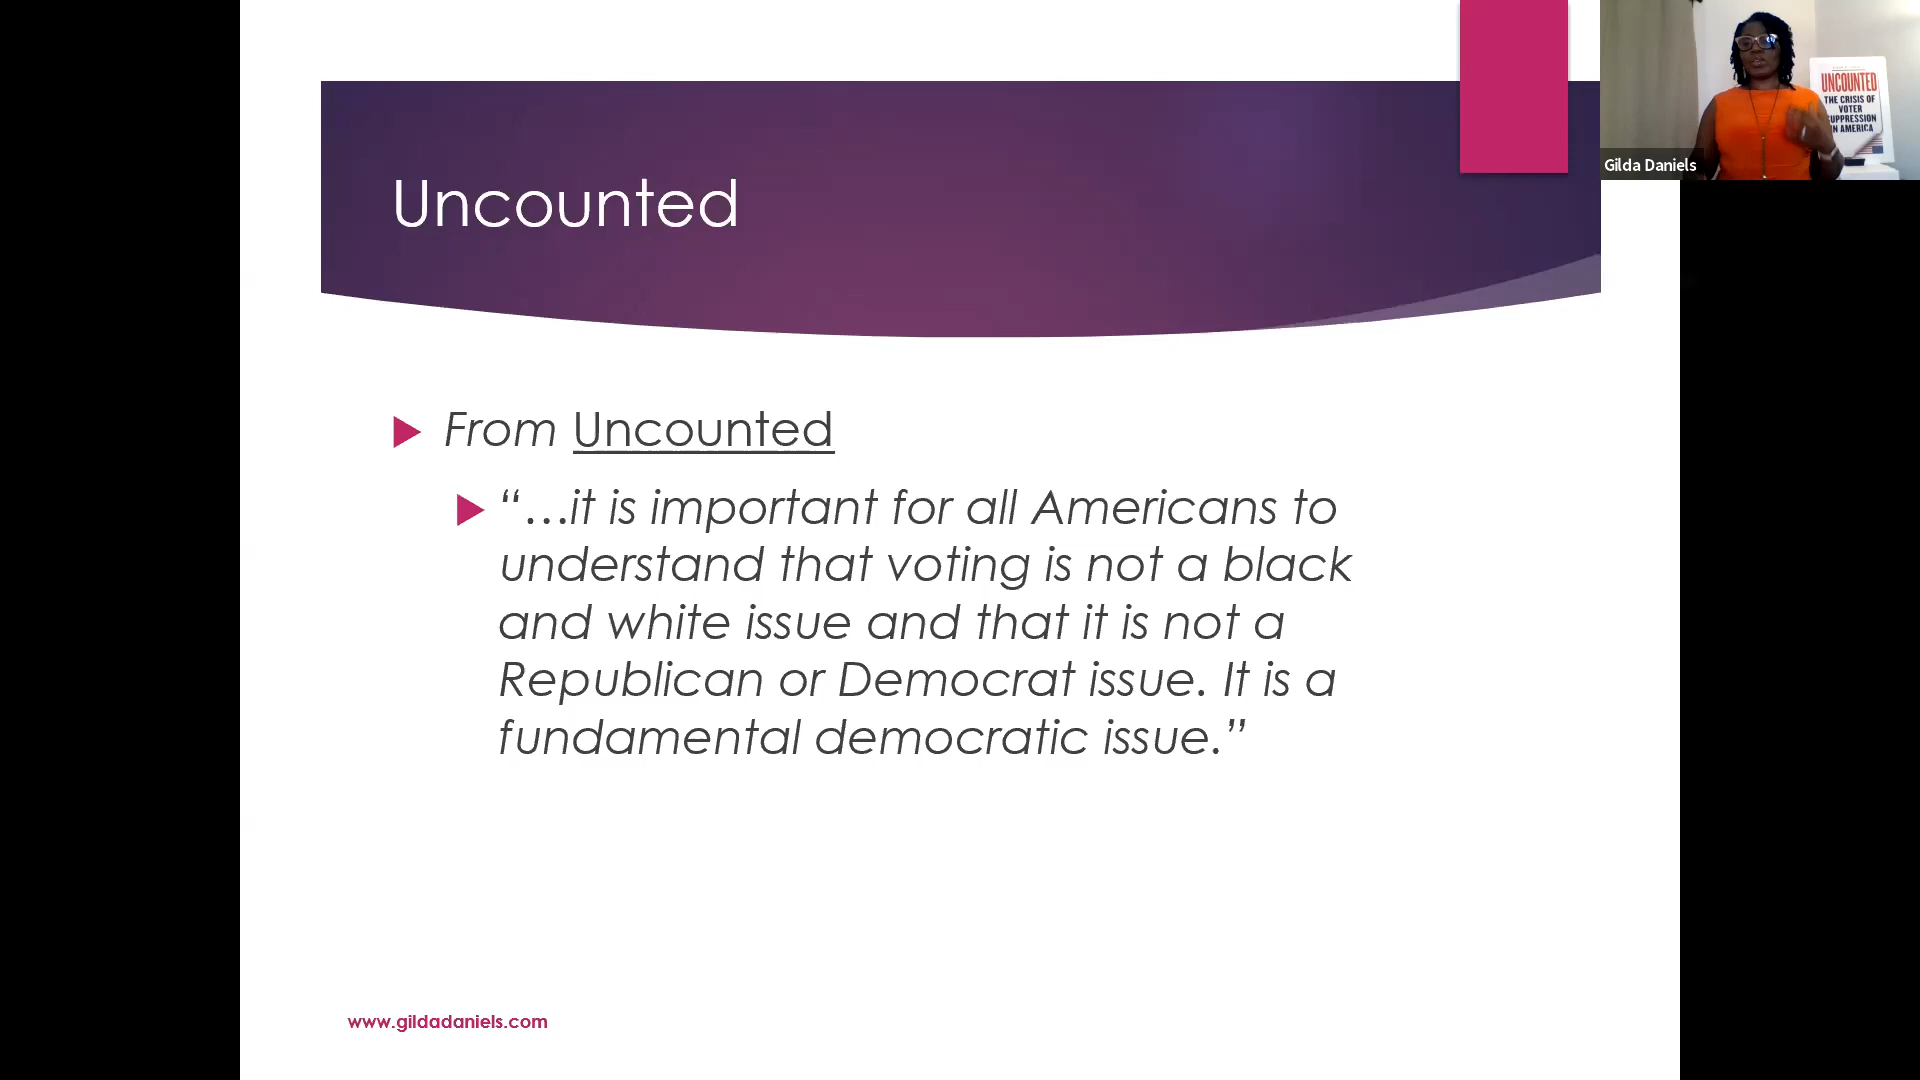 Uncounted
From Uncounted
“…it is important for all Americans to
understand that voting is not a black
and white issue and that it is not a
Republican or Democrat issue. It is a
fundamental democratic issue.”
www.gildadaniels.com
Gilda Daniels
UNCOUNTED
THE CRISIS OF
VOTER
SUPPRESSION
IN AMERICA